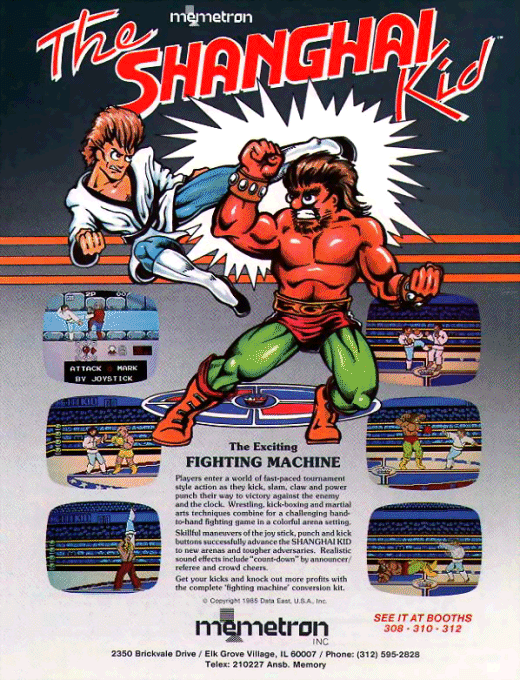 memetron
The SHANGHAI Kid
2P
ATTACK MARK
BY JOYSTICK
The Exciting
FIGHTING MACHINE
Players enter a world of fast-paced tournament
style action as they kick, slam, claw and power
punch their way to victory against the enemy
and the clock. Wrestling, kick-boxing and martial
arts techniques combine for a challenging hand-
to-hand fighting game in a colorful arena setting.
Skillful maneuvers of the joy stick, punch and kick
buttons successfully advance the SHANGHAI KID
to new arenas and tougher adversaries. Realistic
sound effects include "count-down" by announcer/
referee and crowd cheers.
Get your kicks and knock out more profits with
the complete 'fighting machine' conversion kit.
© Copyright 1985 Data East, U.S.A., Inc.
memetron
INC.
SEE IT AT BOOTHS
308 - 310 - 312
2350 Brickvale Drive / Elk Grove Village, IL 60007 / Phone: (312) 595-2828
Telex: 210227 Ansb. Memory